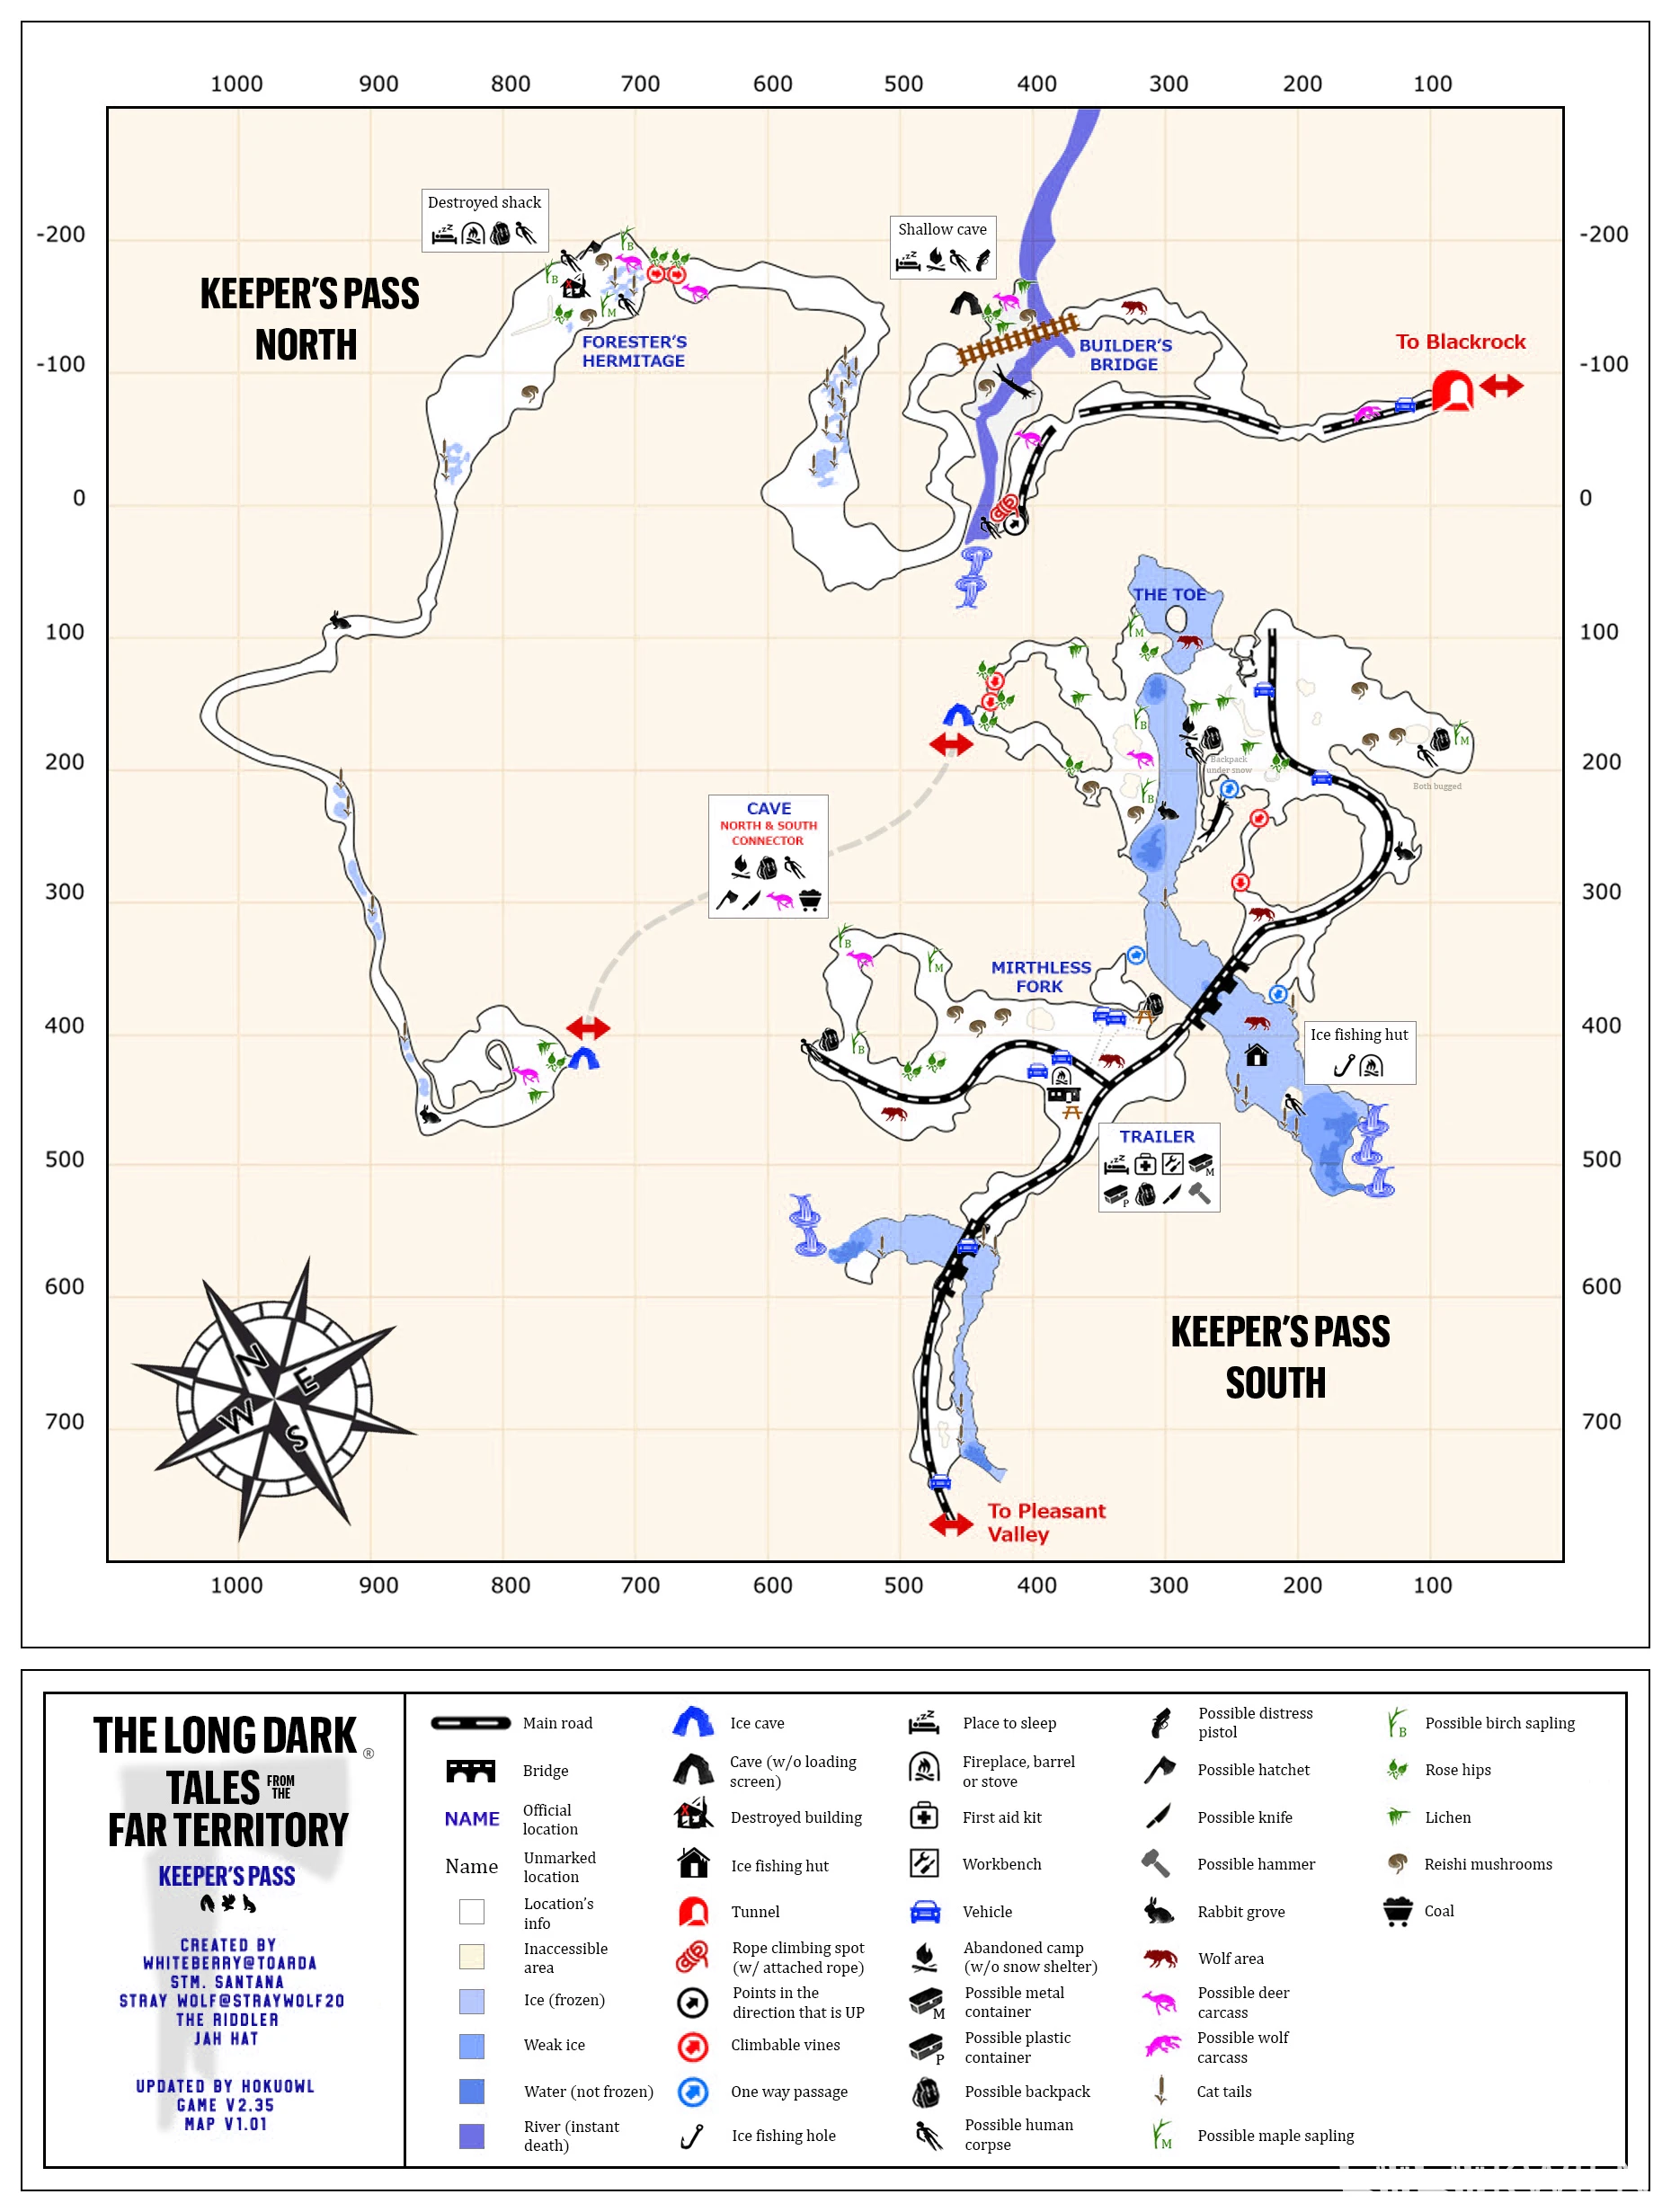 1000 900 800 700 600 500 400 300 200 100
-200 -200
Destroyed shack
Shallow cave
KEEPER'S PASS
NORTH
FORESTER'S
HERMITAGE
BUILDER'S
BRIDGE
To Blackrock
B
B
M
-100 -100
0 0
THE TOE
100 100
M
B
M
Backpack
under snow
Both bugged
B
200 200
CAVE
NORTH & SOUTH
CONNECTOR
300 300
B
M
MIRTHLESS
FORK
B
400 400
Ice fishing hut
TRAILER
M
P
500 500
600 600
KEEPER'S PASS
SOUTH
N
E
W
S
700 700
To Pleasant
Valley
1000 900 800 700 600 500 400 300 200 100
THE LONG DARK ®
TALES FROM THE
FAR TERRITORY
KEEPER'S PASS
CREATED BY
WHITEBERRY@TOARDA
STM. SANTANA
STRAY WOLF@STRAYWOLF20
THE RIDDLER
JAH HAT
UPDATED BY HOKUOWL
GAME V2.35
MAP V1.01
Main road
Bridge
NAME Official
location
Name Unmarked
location
Location's
info
Inaccessible
area
Ice (frozen)
Weak ice
Water (not frozen)
River (instant
death)
Ice cave
Cave (w/o loading
screen)
Destroyed building
Ice fishing hut
Tunnel
Rope climbing spot
(w/ attached rope)
Points in the
direction that is UP
Climbable vines
One way passage
Ice fishing hole
Place to sleep
Fireplace, barrel
or stove
First aid kit
Workbench
Vehicle
Abandoned camp
(w/o snow shelter)
M Possible metal
container
P Possible plastic
container
Possible backpack
Possible human
corpse
Possible distress
pistol
Possible hatchet
Possible knife
Possible hammer
Rabbit grove
Wolf area
Possible deer
carcass
Possible wolf
carcass
Cat tails
M Possible maple sapling
B Possible birch sapling
Rose hips
Lichen
Reishi mushrooms
Coal